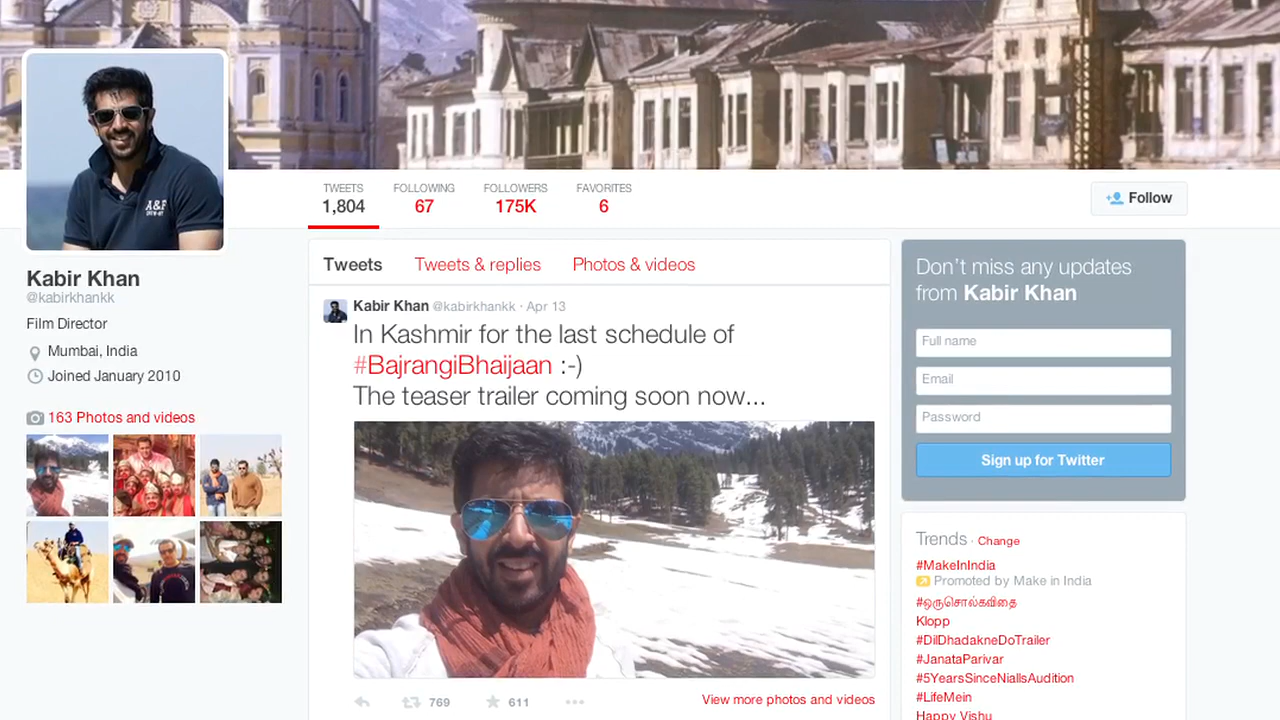 TWEETS FOLLOWING FOLLOWERS FAVORITES
1,804 67 175K 6
Follow
A&F
Kabir Khan
@kabirkhankk
Film Director
Mumbai, India
Joined January 2010
163 Photos and videos
Tweets Tweets & replies Photos & videos
Kabir Khan @kabirkhankk · Apr 13
In Kashmir for the last schedule of
#BajrangiBhaijaan :-)
The teaser trailer coming soon now...
769 611 View more photos and videos
Don't miss any updates
from Kabir Khan
Full name
Email
Password
Sign up for Twitter
Trends · Change
#MakeInIndia
Promoted by Make in India
#ஒருசொல்கவிதை
Klopp
#DilDhadakneDoTrailer
#JanataParivar
#5YearsSinceNiallsAudition
#LifeMein
Happy Vishu